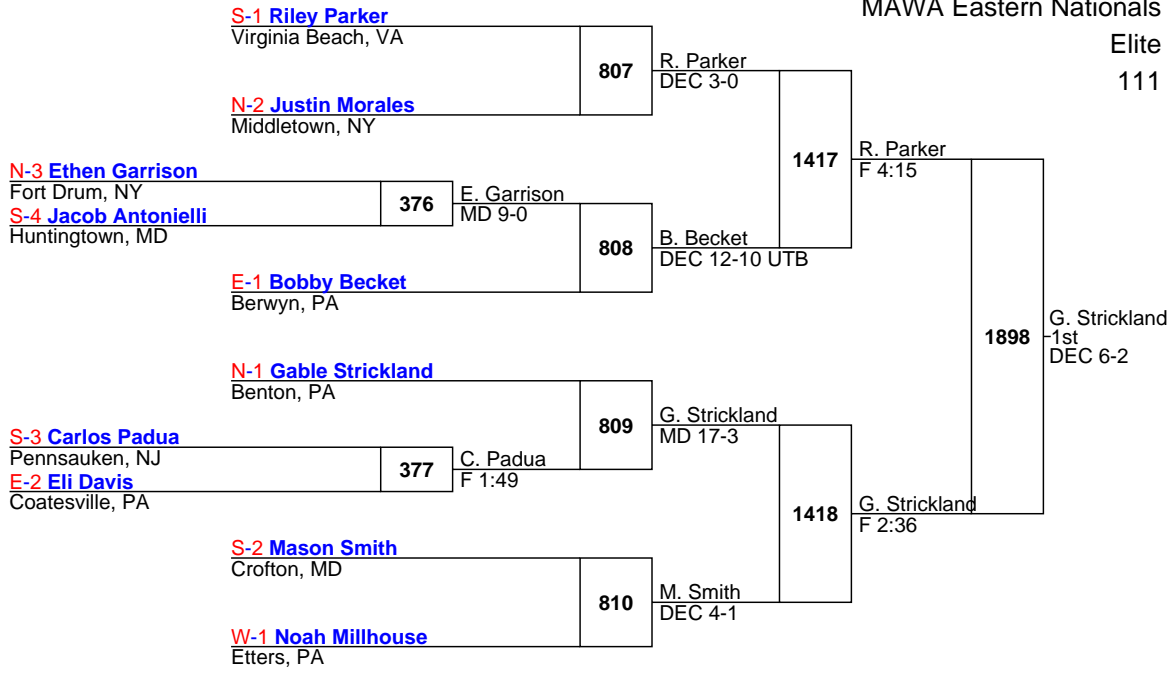 MAWA Eastern Nationals
Elite
111
S-1 Riley Parker
Virginia Beach, VA
807
R. Parker
DEC 3-0
N-2 Justin Morales
Middletown, NY
1417
R. Parker
F 4:15
N-3 Ethen Garrison
Fort Drum, NY
376
E. Garrison
MD 9-0
S-4 Jacob Antonielli
Huntingtown, MD
808
B. Becket
DEC 12-10 UTB
E-1 Bobby Becket
Berwyn, PA
1898
G. Strickland
1st
DEC 6-2
N-1 Gable Strickland
Benton, PA
809
G. Strickland
MD 17-3
S-3 Carlos Padua
Pennsauken, NJ
377
C. Padua
F 1:49
E-2 Eli Davis
Coatesville, PA
1418
G. Strickland
F 2:36
S-2 Mason Smith
Crofton, MD
810
M. Smith
DEC 4-1
W-1 Noah Millhouse
Etters, PA